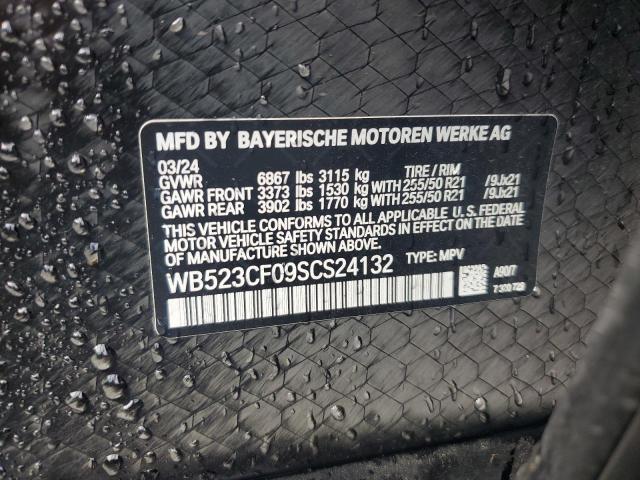 MFD BY BAYERISCHE MOTOREN WERKE AG
03/24
GVWR 6867 lbs 3115 kg TIRE / RIM
GAWR FRONT 3373 lbs 1530 kg WITH 255/50 R21 /9Jx21
GAWR REAR 3902 lbs 1770 kg WITH 255/50 R21 /9Jx21
THIS VEHICLE CONFORMS TO ALL APPLICABLE U.S. FEDERAL
MOTOR VEHICLE SAFETY STANDARDS IN EFFECT ON THE DATE
OF MANUFACTURE SHOWN ABOVE.
WB523CF09SCS24132 TYPE: MPV
A90/7